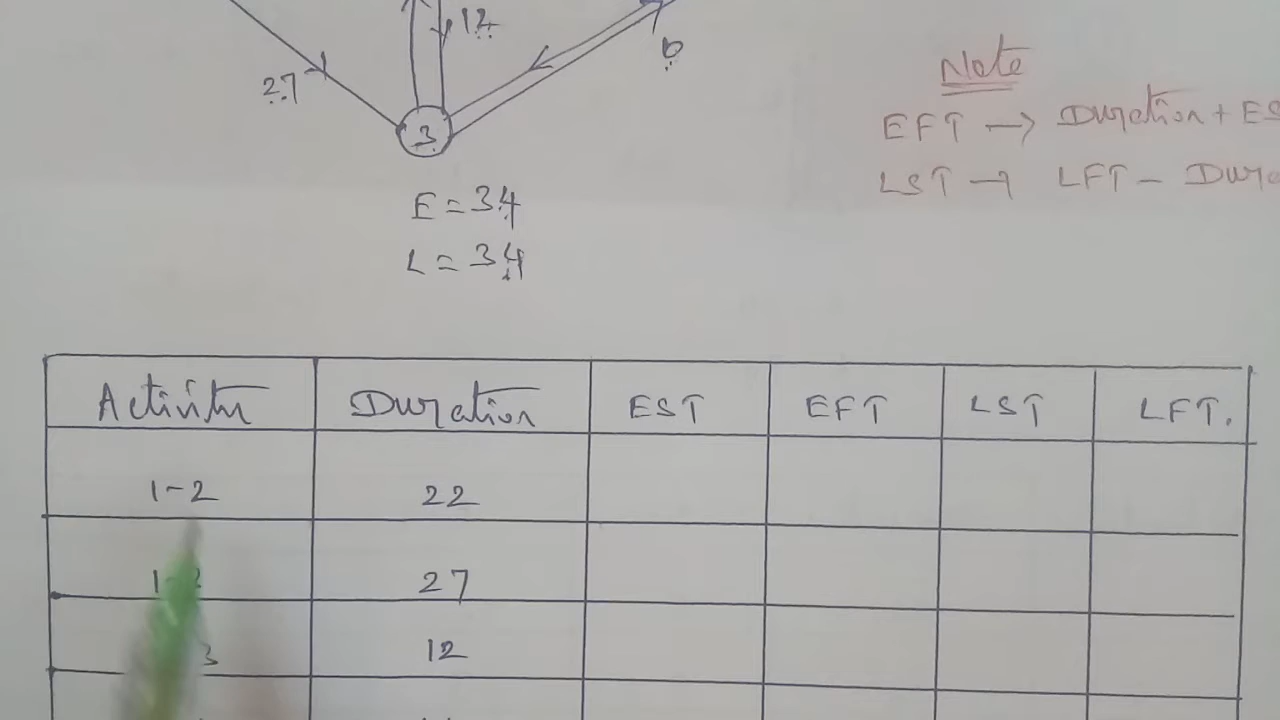 12
6
27
3
E = 34
L = 34
Note
EFT → Duration + ES
LST → LFT - Dura
Activity Duration EST EFT LST LFT.
1-2 22
27
3 12